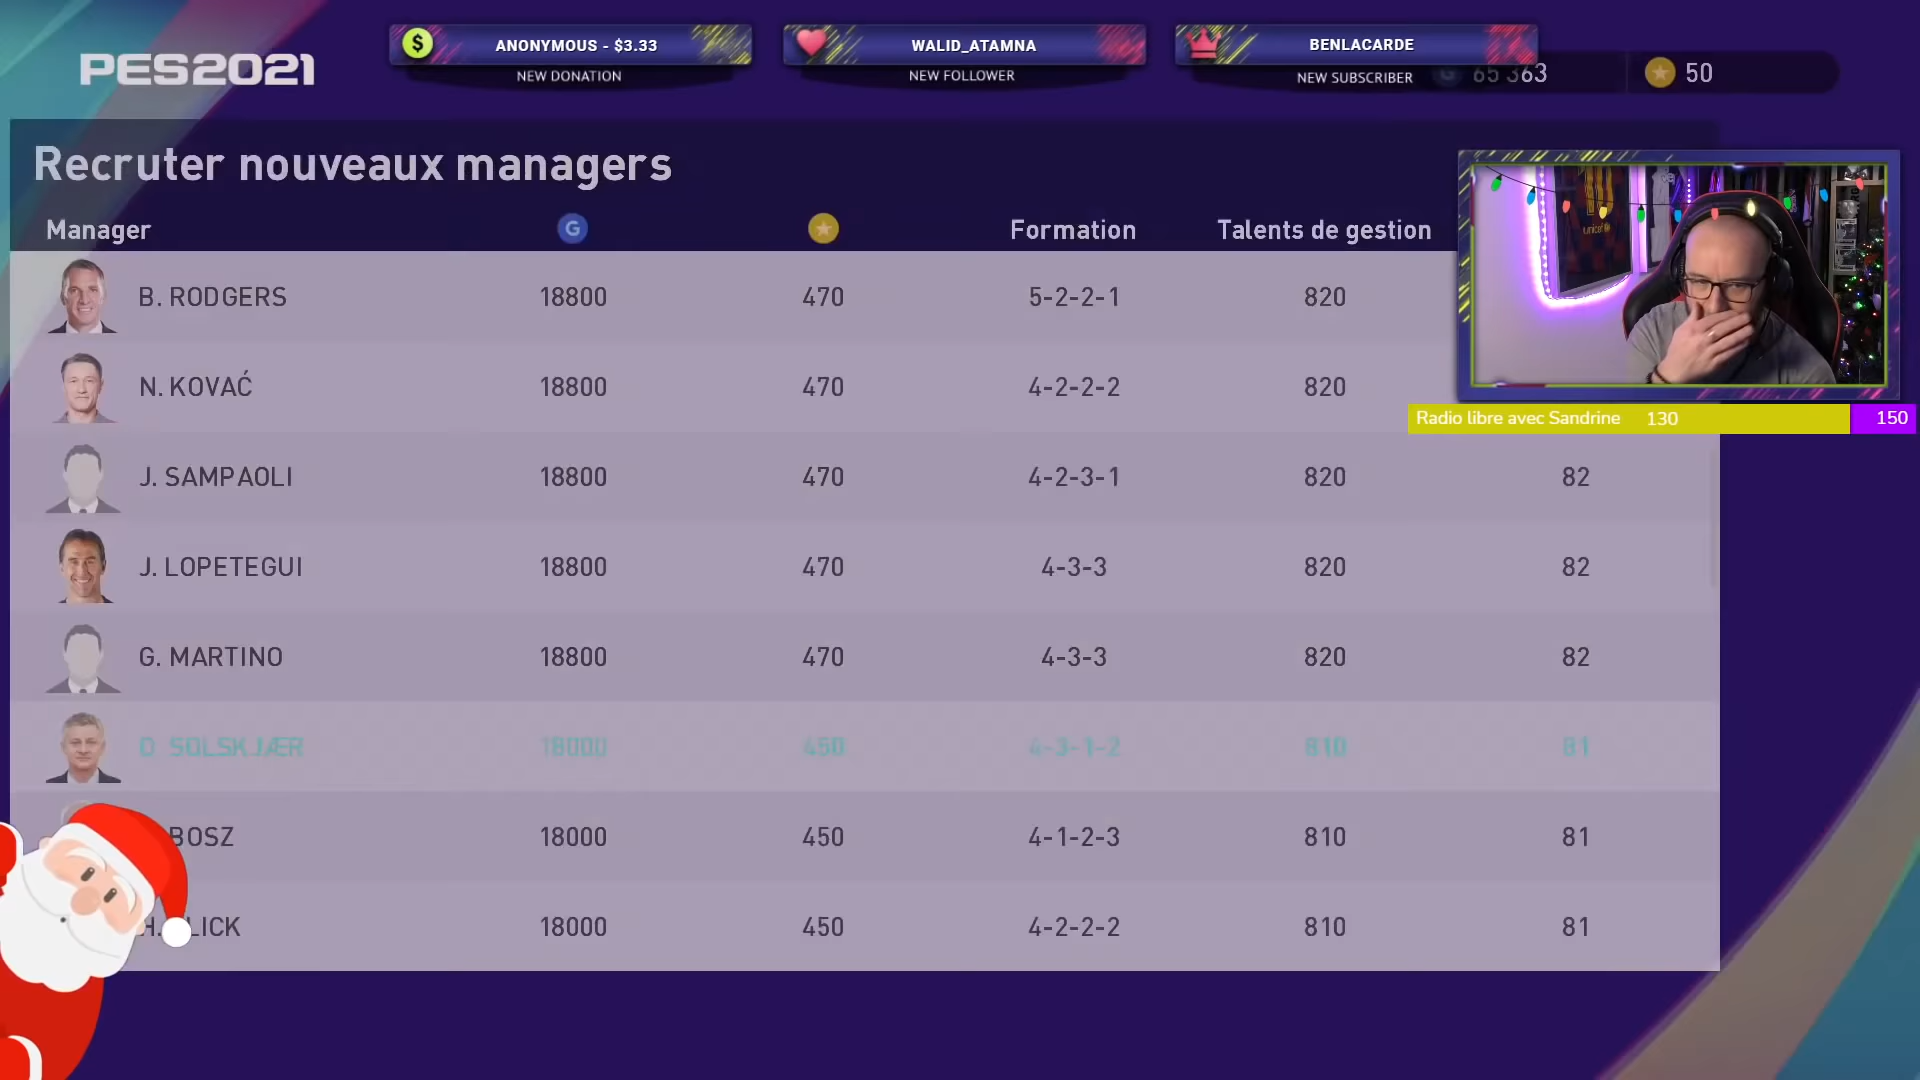 PES2021
ANONYMOUS - $3.33
NEW DONATION
WALID_ATAMNA
NEW FOLLOWER
BENLACARDE
NEW SUBSCRIBER
65 363
50
Recruter nouveaux managers
Manager G Formation Talents de gestion
B. RODGERS 18800 470 5-2-2-1 820
N. KOVAČ 18800 470 4-2-2-2 820
Radio libre avec Sandrine 130 150
J. SAMPAOLI 18800 470 4-2-3-1 820 82
J. LOPETEGUI 18800 470 4-3-3 820 82
G. MARTINO 18800 470 4-3-3 820 82
SOLSKJÆR 18000 450 4-3-1-2 810 81
BOSZ 18000 450 4-1-2-3 810 81
H. LICK 18000 450 4-2-2-2 810 81